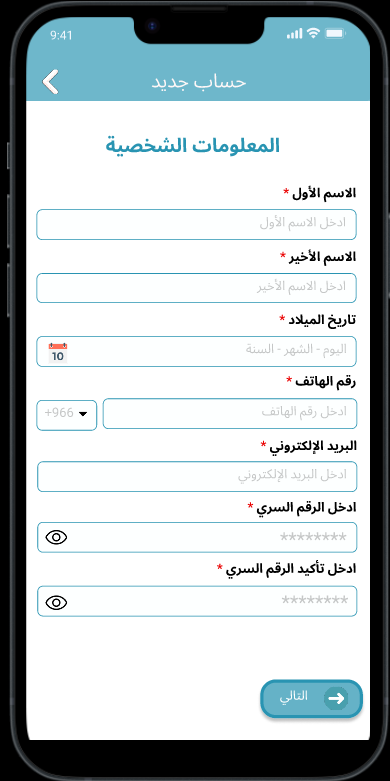 9:41
حساب جديد
المعلومات الشخصية
الاسم الأول *
ادخل الاسم الأول
الاسم الأخير *
ادخل الاسم الأخير
تاريخ الميلاد *
اليوم - الشهر - السنة
10
رقم الهاتف *
ادخل رقم الهاتف
+966
البريد الإلكتروني *
ادخل البريد الإلكتروني
ادخل الرقم السري *
********
ادخل تأكيد الرقم السري *
********
التالي